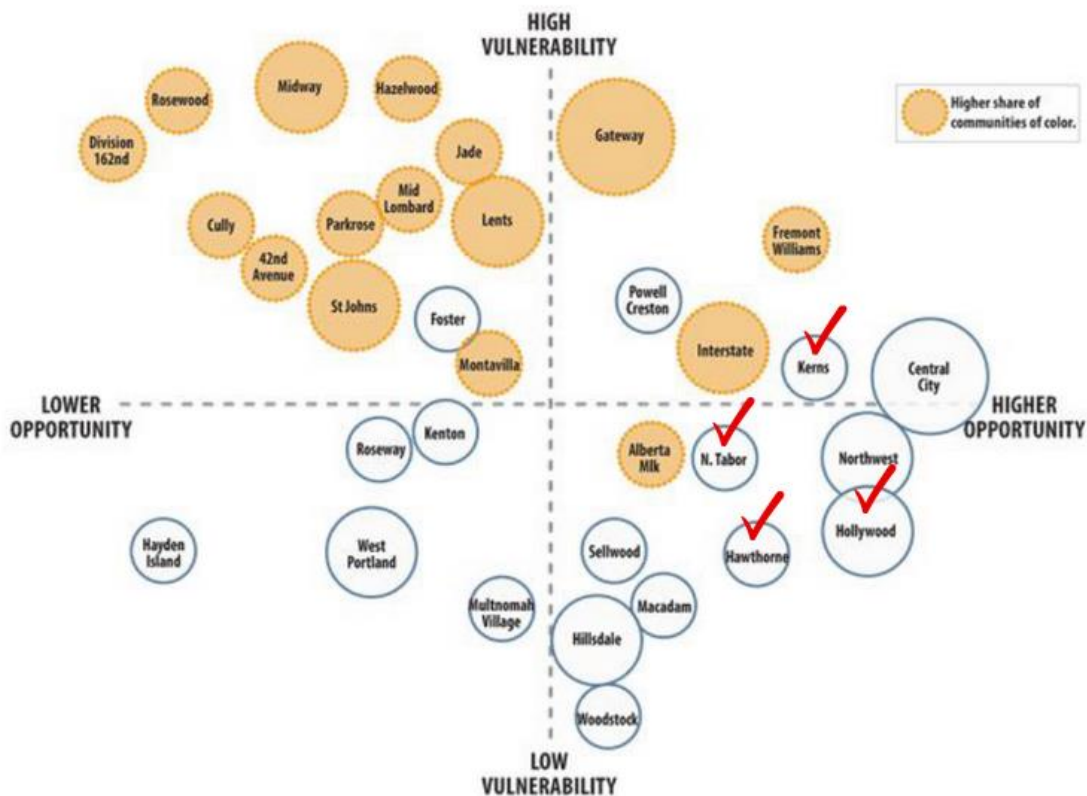 HIGH
VULNERABILITY
Midway
Hazelwood
Rosewood
Higher share of
communities of color.
Gateway
Division
162nd
Jade
Mid
Lombard
Cully
Parkrose
Lents
Fremont
Williams
42nd
Avenue
St Johns
Foster
Powell
Creston
Interstate
Montavilla
Kerns
Central
City
LOWER
OPPORTUNITY
HIGHER
OPPORTUNITY
Kenton
Roseway
Alberta
Mlk
N. Tabor
Northwest
Hollywood
Hayden
Island
West
Portland
Sellwood
Hawthorne
Multnomah
Village
Macadam
Hillsdale
Woodstock
LOW
VULNERABILITY